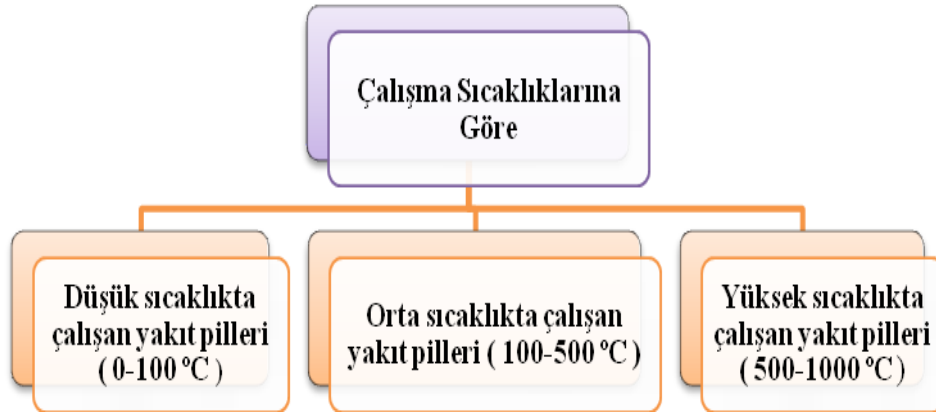 Çalışma Sıcaklıklarına
Göre
Düşük sıcaklıkta
çalışan yakıt pilleri
( 0-100 ºC )
Orta sıcaklıkta çalışan
yakıt pilleri ( 100-500 ºC)
Yüksek sıcaklıkta
çalışan yakıt pilleri
( 500-1000 ºC)